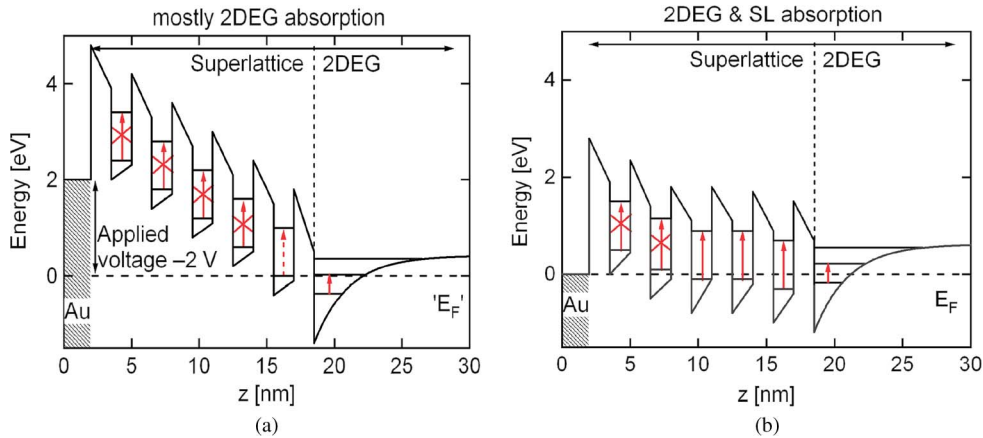 mostly 2DEG absorption
Superlattice 2DEG
Energy [eV]
4
2
0
Applied
voltage –2 V
Au
'E_F'
0 5 10 15 20 25 30
z [nm]
(a)
2DEG & SL absorption
Superlattice 2DEG
Energy [eV]
4
2
0
Au
E_F
0 5 10 15 20 25 30
z [nm]
(b)